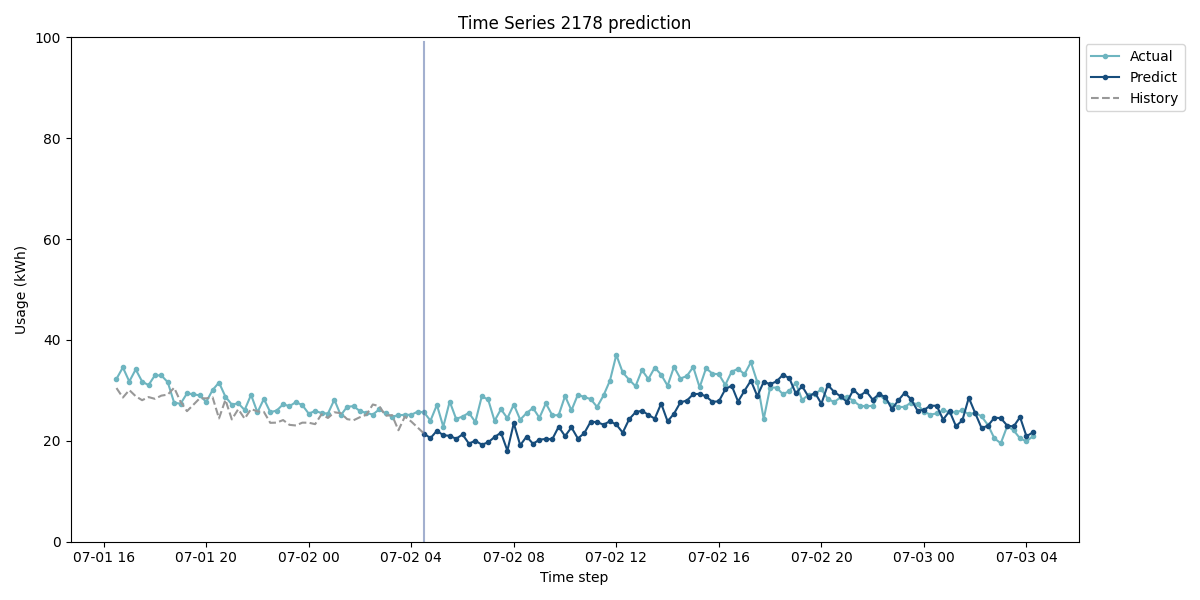 Time Series 2178 prediction
100
80
60
40
20
0
Usage (kWh)
07-01 16 07-01 20 07-02 00 07-02 04 07-02 08 07-02 12 07-02 16 07-02 20 07-03 00 07-03 04
Time step
Actual
Predict
History